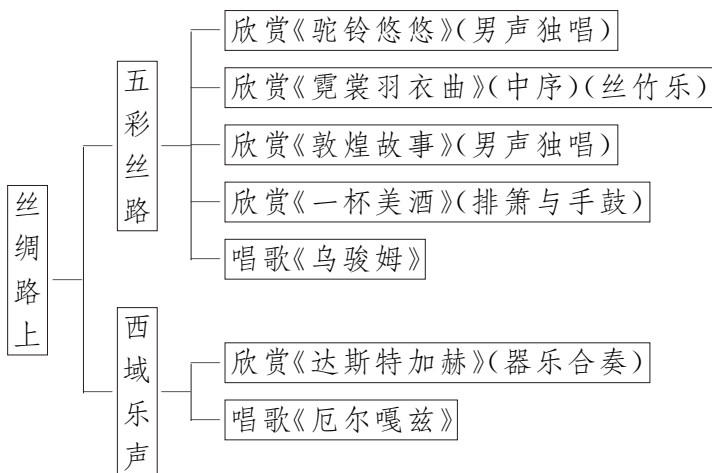 丝绸路上
五彩丝路
欣赏《驼铃悠悠》(男声独唱)
欣赏《霓裳羽衣曲》(中序)(丝竹乐)
欣赏《敦煌故事》(男声独唱)
欣赏《一杯美酒》(排箫与手鼓)
唱歌《乌骏姆》
西域乐声
欣赏《达斯特加赫》(器乐合奏)
唱歌《厄尔嘎兹》